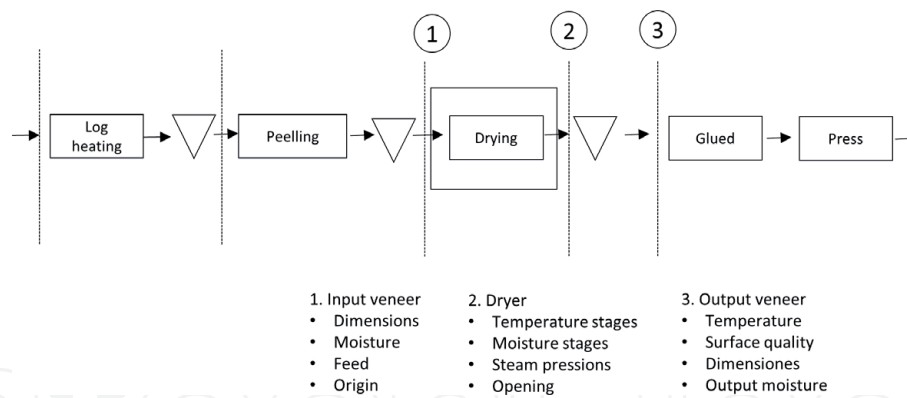 1
2
3
Log
heating
Peelling
Drying
Glued
Press
1. Input veneer
• Dimensions
• Moisture
• Feed
• Origin
2. Dryer
• Temperature stages
• Moisture stages
• Steam pressions
• Opening
3. Output veneer
• Temperature
• Surface quality
• Dimensiones
• Output moisture